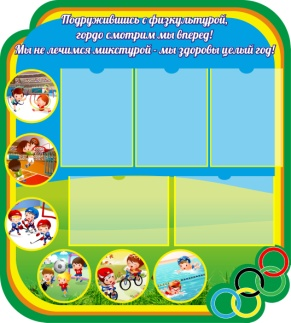 Подружившись с физкультурой,
гордо смотрим мы вперед!
Мы не лечимся микстурой - мы здоровы целый год!